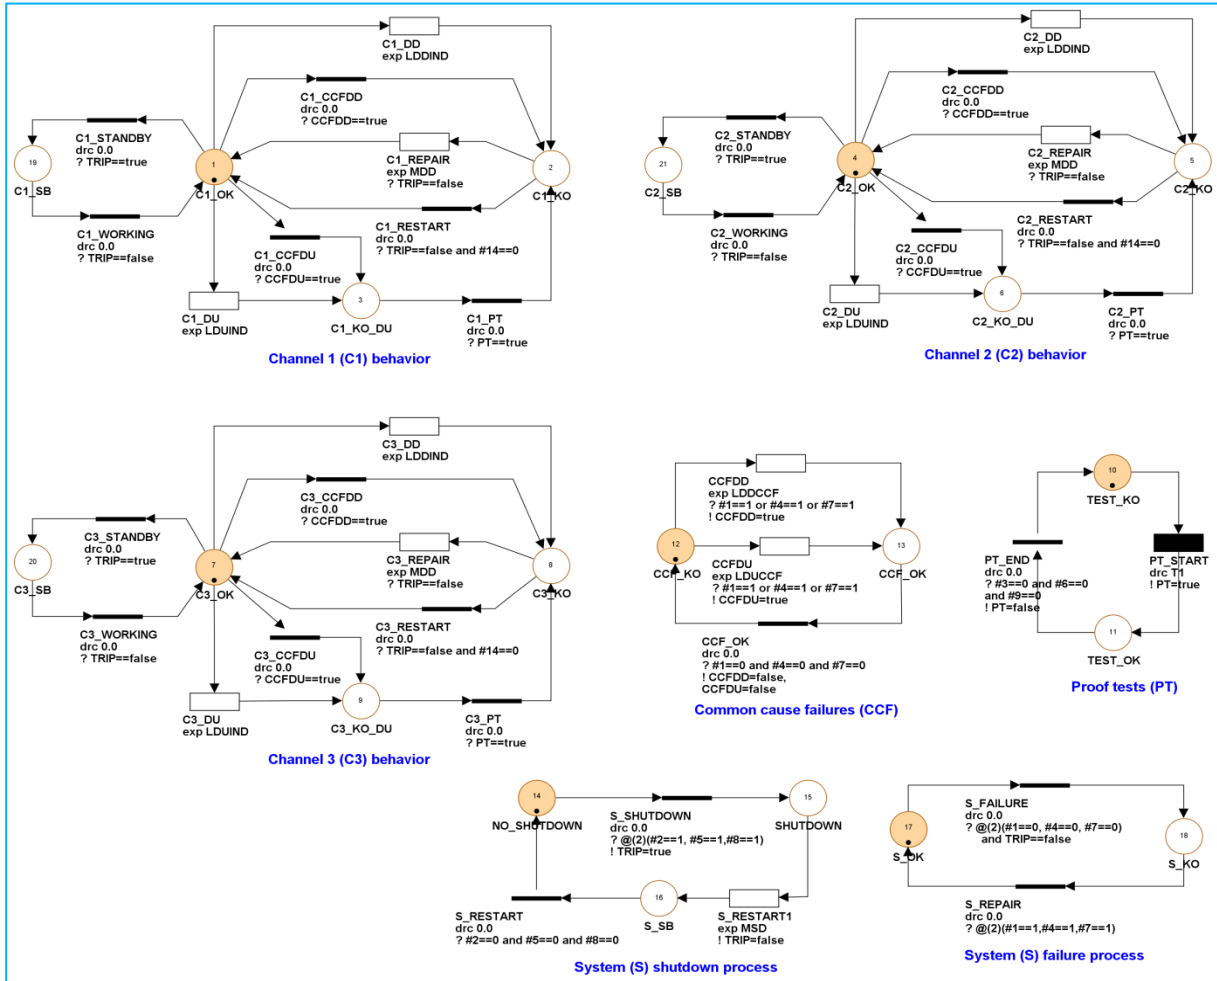 C1_DD
exp LDDIND
C1_CCFDD
drc 0.0
? CCFDD==true
C1_STANDBY
drc 0.0
? TRIP==true
19
C1_SB
1
C1_OK
C1_REPAIR
exp MDD
? TRIP==false
2
C1_KO
C1_WORKING
drc 0.0
? TRIP==false
C1_RESTART
drc 0.0
? TRIP==false and #14==0
C1_CCFDU
drc 0.0
? CCFDU==true
C1_DU
exp LDUIND
3
C1_KO_DU
C1_PT
drc 0.0
? PT==true
Channel 1 (C1) behavior
C2_DD
exp LDDIND
C2_CCFDD
drc 0.0
? CCFDD==true
C2_STANDBY
drc 0.0
? TRIP==true
21
C2_SB
4
C2_OK
C2_REPAIR
exp MDD
? TRIP==false
5
C2_KO
C2_WORKING
drc 0.0
? TRIP==false
C2_RESTART
drc 0.0
? TRIP==false and #14==0
C2_CCFDU
drc 0.0
? CCFDU==true
C2_DU
exp LDUIND
6
C2_KO_DU
C2_PT
drc 0.0
? PT==true
Channel 2 (C2) behavior
C3_DD
exp LDDIND
C3_CCFDD
drc 0.0
? CCFDD==true
C3_STANDBY
drc 0.0
? TRIP==true
20
C3_SB
7
C3_OK
C3_REPAIR
exp MDD
? TRIP==false
8
C3_KO
C3_WORKING
drc 0.0
? TRIP==false
C3_RESTART
drc 0.0
? TRIP==false and #14==0
C3_CCFDU
drc 0.0
? CCFDU==true
C3_DU
exp LDUIND
9
C3_KO_DU
C3_PT
drc 0.0
? PT==true
Channel 3 (C3) behavior
CCFDD
exp LDDCCF
? #1==1 or #4==1 or #7==1
! CCFDD=true
12
CCF_KO
CCFDU
exp LDUCCF
? #1==1 or #4==1 or #7==1
! CCFDU=true
13
CCF_OK
CCF_OK
drc 0.0
? #1==0 and #4==0 and #7==0
! CCFDD=false,
CCFDU=false
Common cause failures (CCF)
10
TEST_KO
PT_END
drc 0.0
? #3==0 and #6==0
and #9==0
! PT=false
PT_START
drc T1
! PT=true
11
TEST_OK
Proof tests (PT)
14
NO_SHUTDOWN
S_SHUTDOWN
drc 0.0
? @(2)(#2==1, #5==1,#8==1)
! TRIP=true
15
SHUTDOWN
S_RESTART
drc 0.0
? #2==0 and #5==0 and #8==0
16
S_SB
S_RESTART1
exp MSD
! TRIP=false
System (S) shutdown process
S_FAILURE
drc 0.0
? @(2)(#1==0, #4==0, #7==0)
and TRIP==false
17
S_OK
18
S_KO
S_REPAIR
drc 0.0
? @(2)(#1==1,#4==1,#7==1)
System (S) failure process